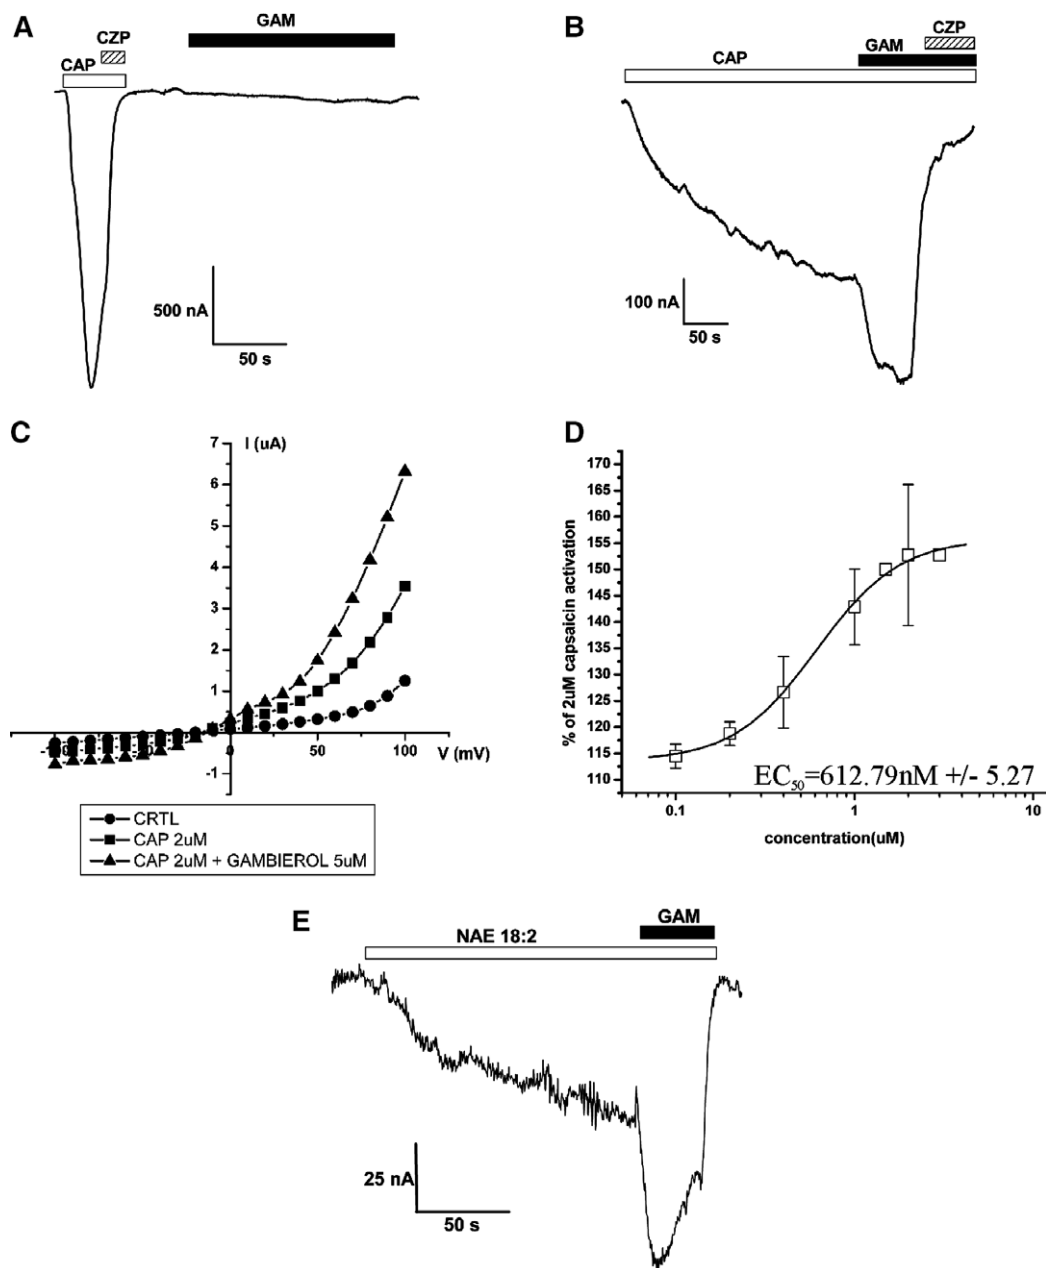 A
GAM
CZP
CAP
500 nA
50 s
B
CZP
GAM
CAP
100 nA
50 s
C
I (uA)
7
6
5
4
3
2
1
0
50
100
-1
V (mV)
CRTL
CAP 2uM
CAP 2uM + GAMBIEROL 5uM
D
% of 2uM capsaicin activation
170
165
160
155
150
145
140
135
130
125
120
115
110
EC50=612.79nM +/- 5.27
0.1
1
10
concentration(uM)
E
GAM
NAE 18:2
25 nA
50 s